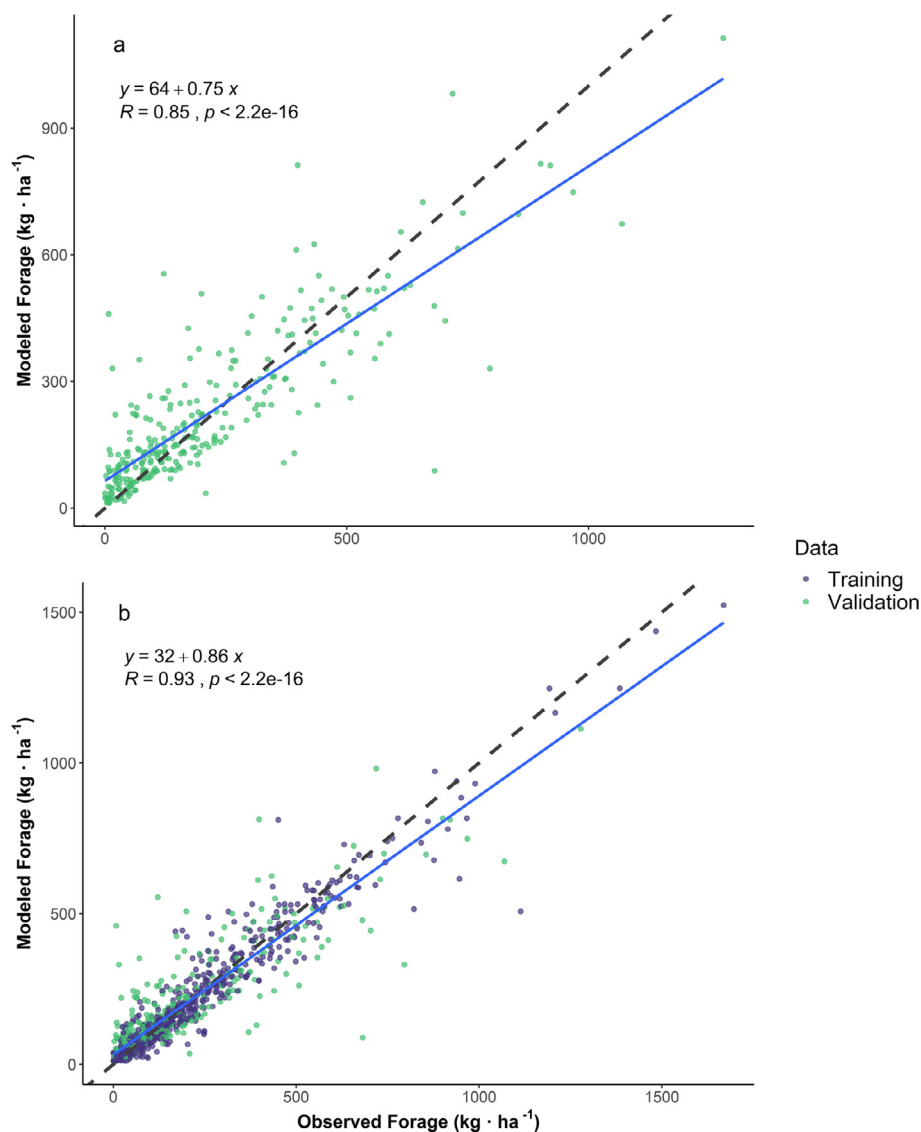 a
y = 64 + 0.75 x
R = 0.85 , p < 2.2e-16
Modeled Forage (kg · ha⁻¹)
900
600
300
0
0 500 1000
Data
Training
Validation
b
y = 32 + 0.86 x
R = 0.93 , p < 2.2e-16
Modeled Forage (kg · ha⁻¹)
1500
1000
500
0
0 500 1000 1500
Observed Forage (kg · ha⁻¹)